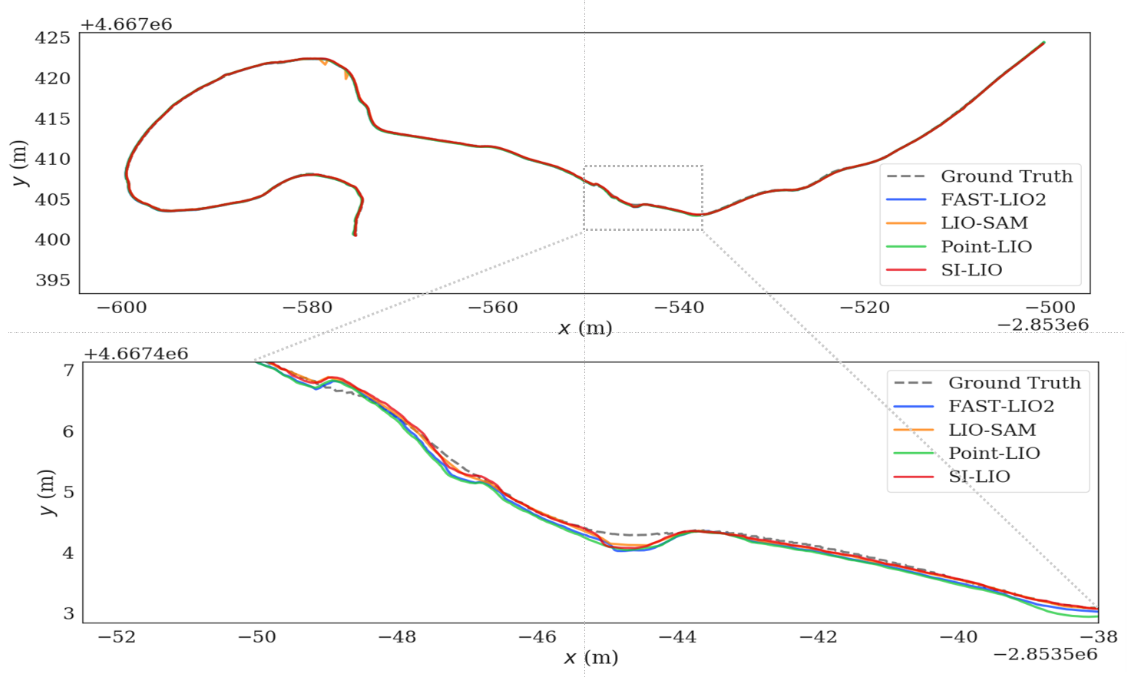 +4.667e6
425
420
415
410
405
400
395
y (m)
Ground Truth
FAST-LIO2
LIO-SAM
Point-LIO
SI-LIO
−600
−580
−560
−540
−520
−500
x (m)
−2.853e6
+4.6674e6
7
6
5
4
3
y (m)
Ground Truth
FAST-LIO2
LIO-SAM
Point-LIO
SI-LIO
−52
−50
−48
−46
−44
−42
−40
−38
x (m)
−2.8535e6